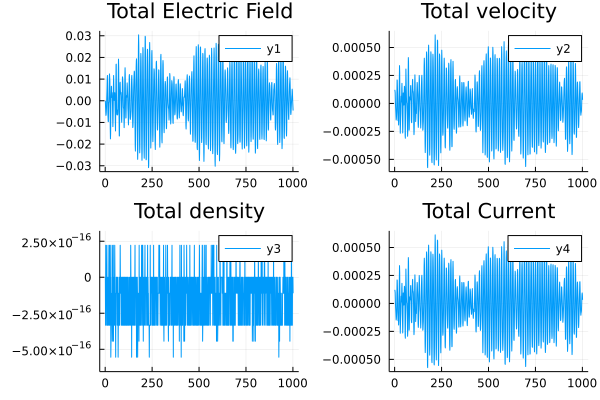 Total Electric Field
0.03
0.02
0.01
0.00
−0.01
−0.02
−0.03
y1
0 250 500 750 1000
Total velocity
0.00050
0.00025
0.00000
−0.00025
−0.00050
y2
0 250 500 750 1000
Total density
2.50×10⁻¹⁶
0
−2.50×10⁻¹⁶
−5.00×10⁻¹⁶
y3
0 250 500 750 1000
Total Current
0.00050
0.00025
0.00000
−0.00025
−0.00050
y4
0 250 500 750 1000